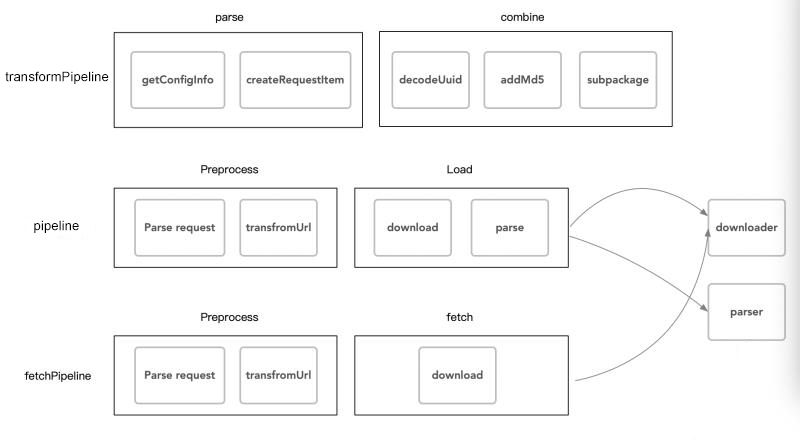 parse
combine
transformPipeline
getConfigInfo
createRequestItem
decodeUuid
addMd5
subpackage
Preprocess
Load
pipeline
Parse request
transfromUrl
download
parse
downloader
parser
Preprocess
fetch
fetchPipeline
Parse request
transfromUrl
download